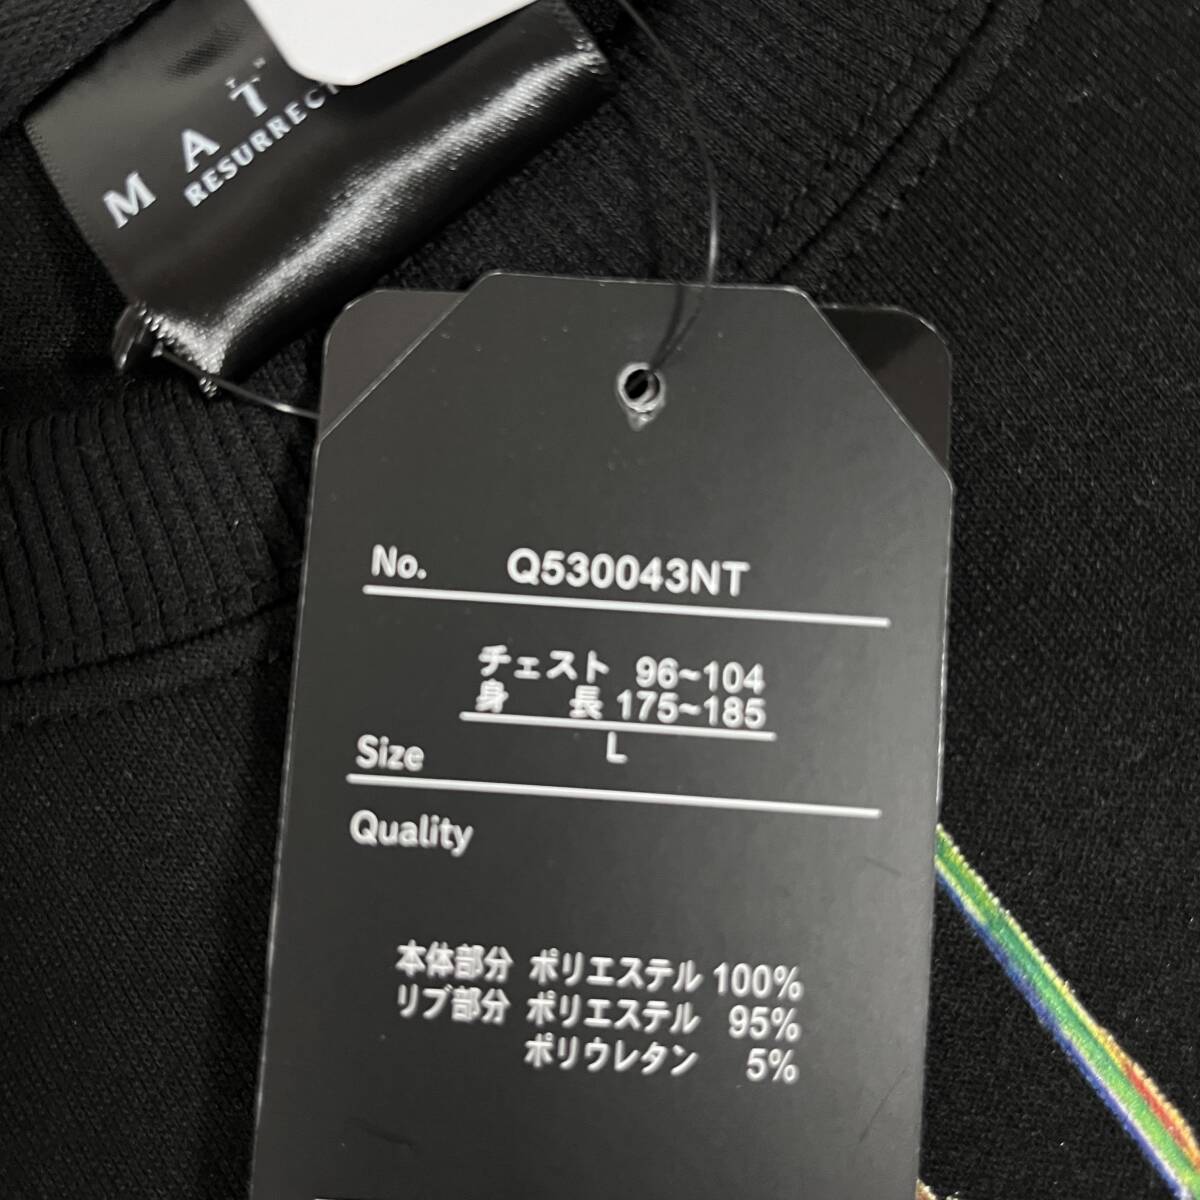 MAT
RESURRECT
No. Q530043NT
チェスト 96~104
身 長 175~185
Size L
Quality
本体部分 ポリエステル 100%
リブ部分 ポリエステル 95%
ポリウレタン 5%